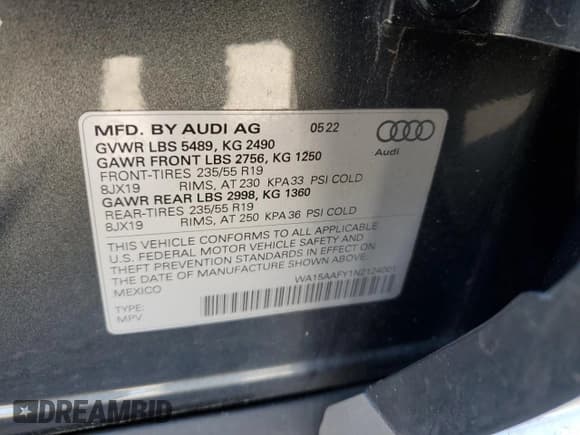 MFD. BY AUDI AG 05 22
GVWR LBS 5489, KG 2490
GAWR FRONT LBS 2756, KG 1250
FRONT-TIRES 235/55 R19
8JX19 RIMS, AT 230 KPA 33 PSI COLD
GAWR REAR LBS 2998, KG 1360
REAR-TIRES 235/55 R19
8JX19 RIMS, AT 250 KPA 36 PSI COLD
Audi
THIS VEHICLE CONFORMS TO ALL APPLICABLE
U.S. FEDERAL MOTOR VEHICLE SAFETY AND
THEFT PREVENTION STANDARDS IN EFFECT ON
THE DATE OF MANUFACTURE SHOWN ABOVE
MEXICO
WA15AAFY1N2124001
TYPE:
MPV
DREAMBID